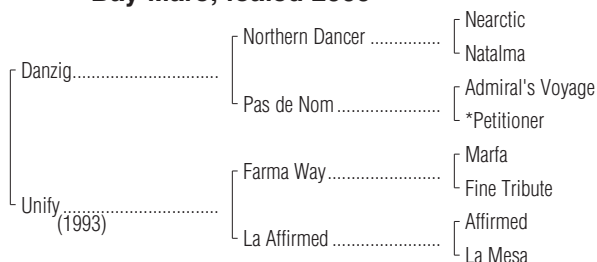 Bay Mare, foaled
Nearctic
Northern Dancer ...............
Natalma
Danzig................................
Admiral's Voyage
Pas de Nom ......................
*Petitioner
Marfa
Farma Way........................
Fine Tribute
Unify ..................................
(1993)
Affirmed
La Affirmed .......................
La Mesa